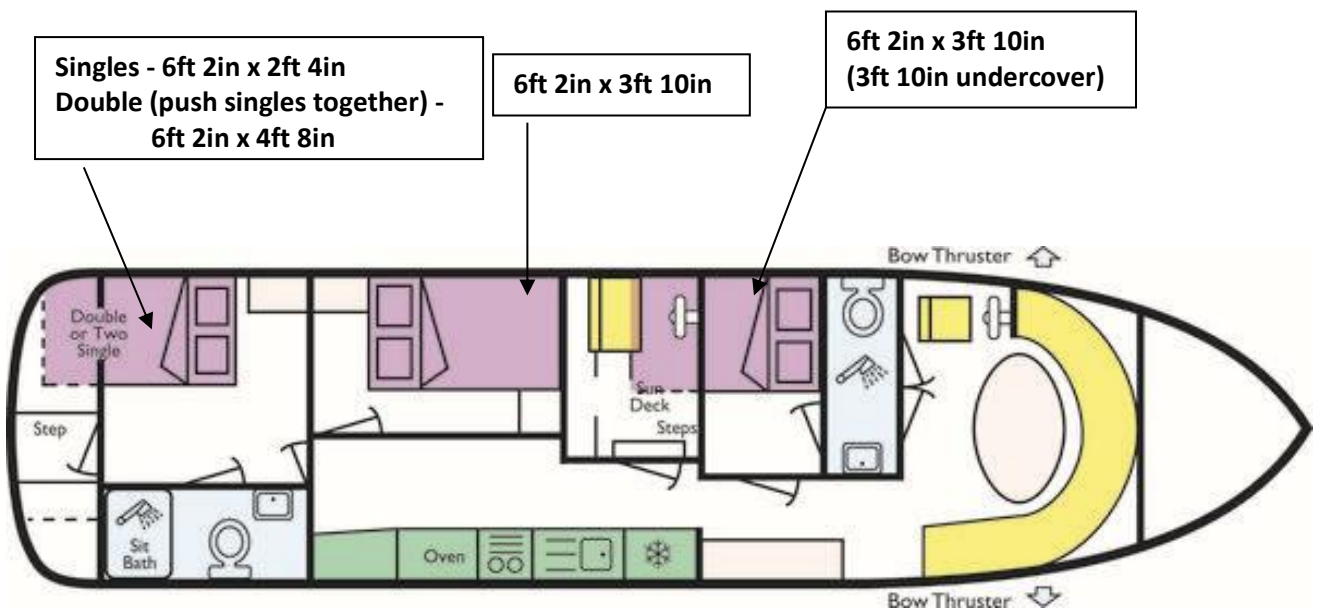 Singles - 6ft 2in x 2ft 4in
Double (push singles together) -
6ft 2in x 4ft 8in
6ft 2in x 3ft 10in
6ft 2in x 3ft 10in
(3ft 10in undercover)
Bow Thruster
Double
or Two
Single
Sun
Deck
Steps
Step
Sit
Bath
Oven
Bow Thruster